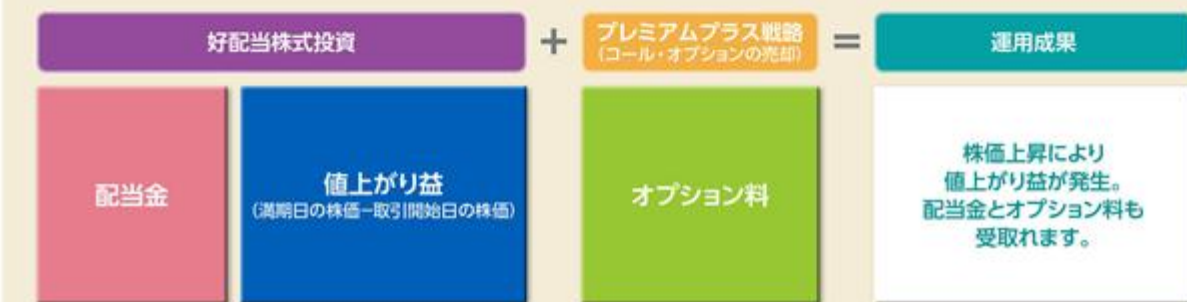 好配当株式投資
+
プレミアムプラス戦略
(コール・オプションの売却)
=
運用成果
配当金
値上がり益
(満期日の株価ー取引開始日の株価)
オプション料
株価上昇により
値上がり益が発生。
配当金とオプション料も
受取れます。